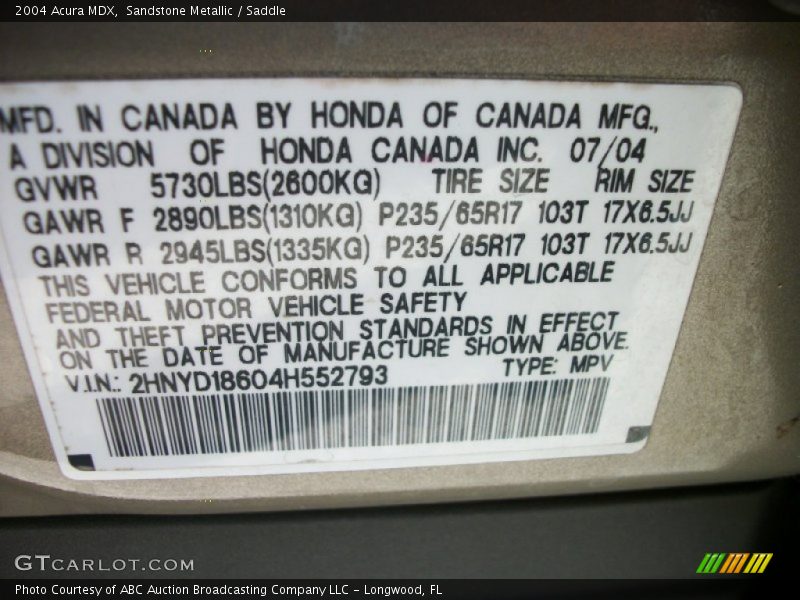 2004 Acura MDX,  Sandstone Metallic / Saddle
MFD. IN CANADA BY HONDA OF CANADA MFG.,
A DIVISION OF HONDA CANADA INC. 07/04
GVWR 5730LBS(2600KG) TIRE SIZE RIM SIZE
GAWR F 2890LBS(1310KG) P235/65R17 103T 17X6.5JJ
GAWR R 2945LBS(1335KG) P235/65R17 103T 17X6.5JJ
THIS VEHICLE CONFORMS TO ALL APPLICABLE
FEDERAL MOTOR VEHICLE SAFETY
AND THEFT PREVENTION STANDARDS IN EFFECT
ON THE DATE OF MANUFACTURE SHOWN ABOVE.
V.I.N.: 2HNYD18604H552793 TYPE: MPV
GTCARLOT.COM
Photo Courtesy of ABC Auction Broadcasting Company LLC - Longwood, FL